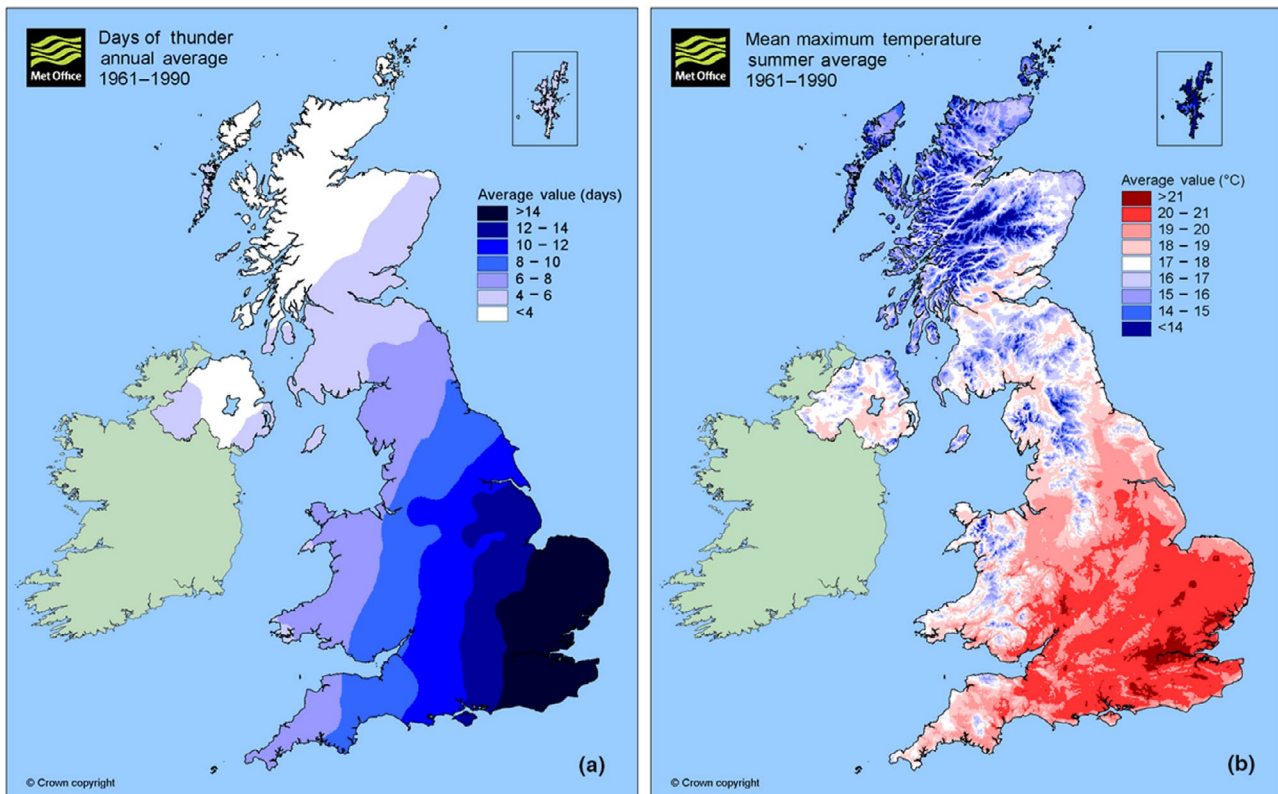 Met Office
Days of thunder
annual average
1961–1990
Average value (days)
>14
12 – 14
10 – 12
8 – 10
6 – 8
4 – 6
<4
© Crown copyright
(a)
Met Office
Mean maximum temperature
summer average
1961–1990
Average value (°C)
>21
20 – 21
19 – 20
18 – 19
17 – 18
16 – 17
15 – 16
14 – 15
<14
© Crown copyright
(b)